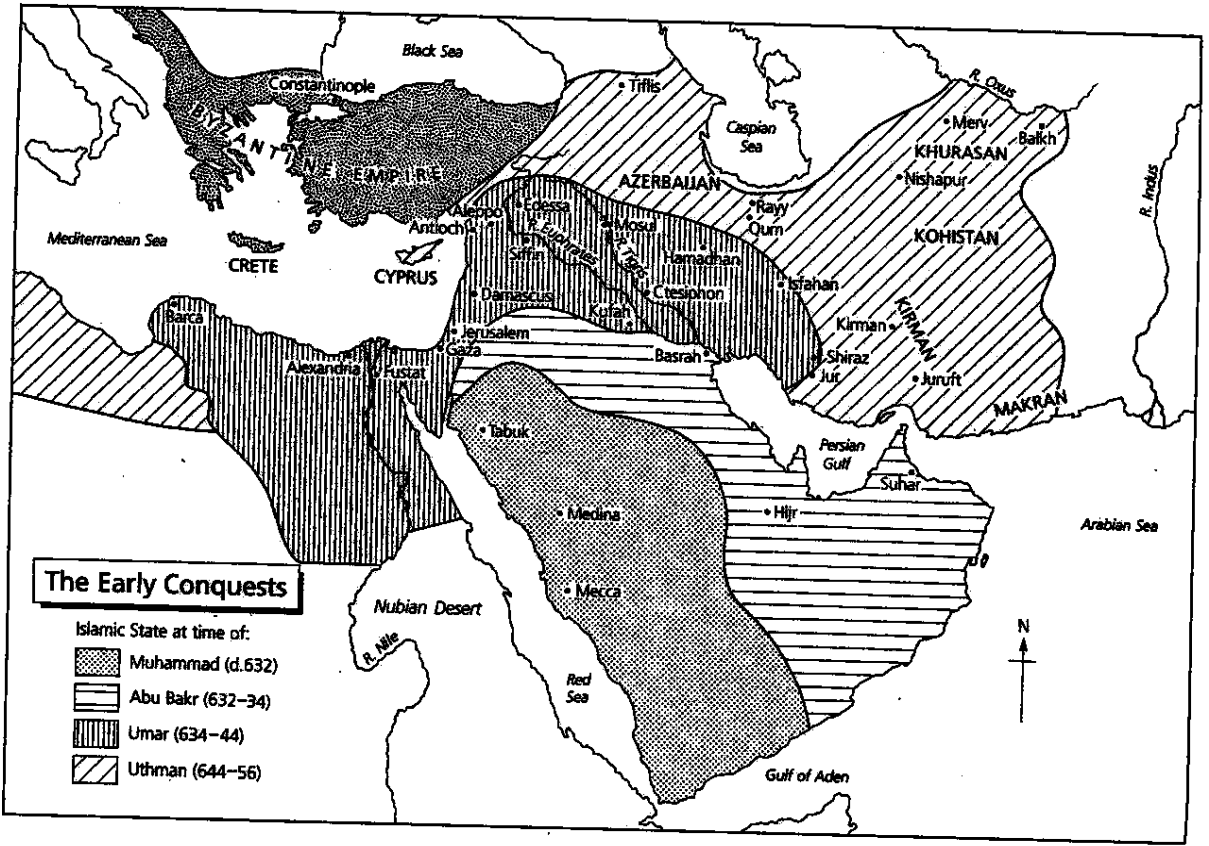 Black Sea
Constantinople
BYZANTINE EMPIRE
Tiflis
Caspian
Sea
R. Oxus
Merv
Balkh
KHURASAN
Nishapur
R. Indus
AZERBAIJAN
Rayy
Qum
KOHISTAN
Aleppo
Edessa
Antioch
Mosul
R. Euphrates
R. Tigris
Siffin
Hamadhan
Mediterranean Sea
CRETE
CYPRUS
Isfahan
Damascus
Ctesiphon
Kufah
Kirman
KIRMAN
Barca
Jerusalem
Gaza
Basrah
Shiraz
Jur
Juruft
Alexandria
Fustat
MAKRAN
Tabuk
Persian
Gulf
Suhar
Medina
Hijr
Arabian Sea
Mecca
Nubian Desert
R. Nile
Red
Sea
N
Gulf of Aden
The Early Conquests
Islamic State at time of:
Muhammad (d.632)
Abu Bakr (632–34)
Umar (634–44)
Uthman (644–56)